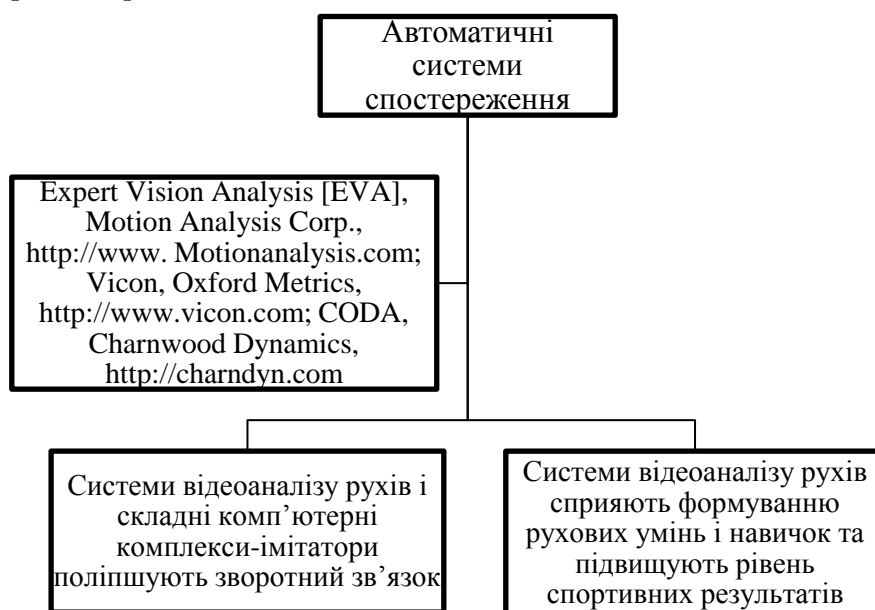 Автоматичні
системи
спостереження
Expert Vision Analysis [EVA],
Motion Analysis Corp.,
http://www. Motionanalysis.com;
Vicon, Oxford Metrics,
http://www.vicon.com; CODA,
Charnwood Dynamics,
http://charndyn.com
Системи відеоаналізу рухів і
складні комп’ютерні
комплекси-імітатори
поліпшують зворотний зв’язок
Системи відеоаналізу рухів
сприяють формуванню
рухових умінь і навичок та
підвищують рівень
спортивних результатів